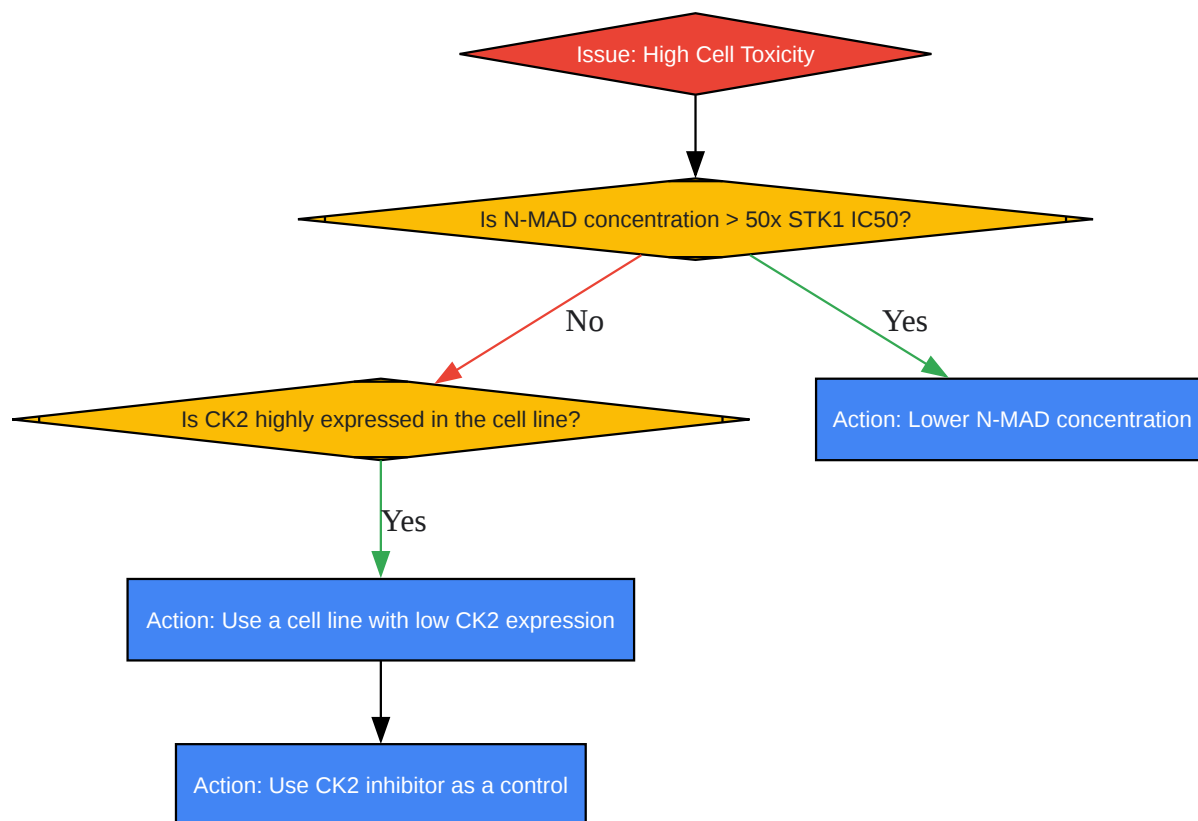 Issue: High Cell Toxicity
Is N-MAD concentration > 50x STK1 IC50?
No
Yes
Is CK2 highly expressed in the cell line?
Action: Lower N-MAD concentration
Yes
Action: Use a cell line with low CK2 expression
Action: Use CK2 inhibitor as a control